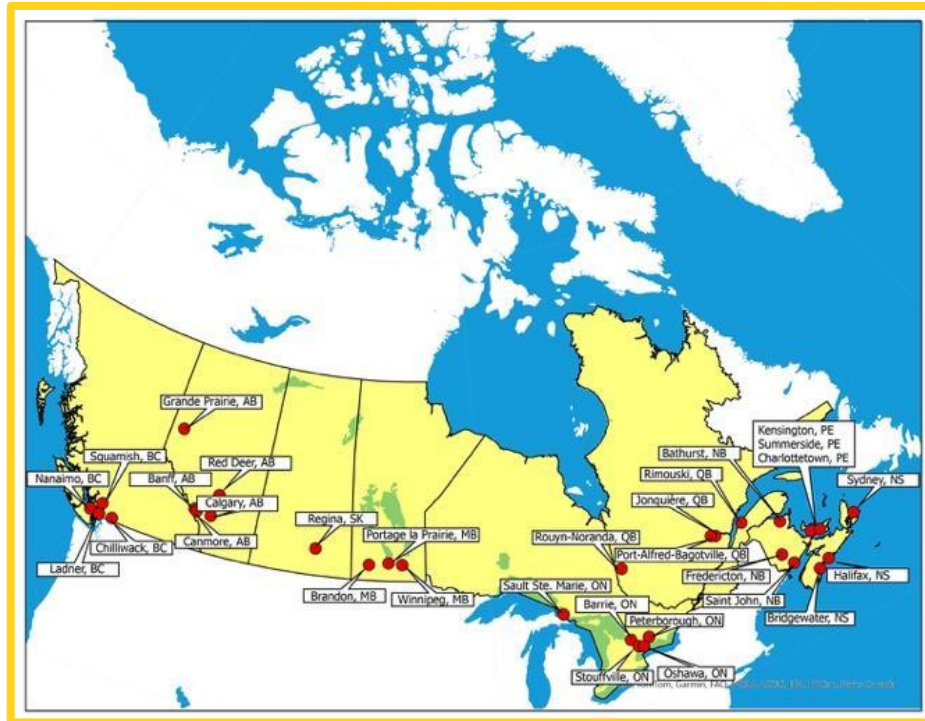 Grande Prairie, AB
Squamish, BC
Nanaimo, BC
Banff, AB
Red Deer, AB
Calgary, AB
Chilliwack, BC
Canmore, AB
Ladner, BC
Regina, SK
Portage la Prairie, MB
Brandon, MB
Winnipeg, MB
Sault Ste. Marie, ON
Rouyn-Noranda, QB
Barrie, ON
Peterborough, ON
Stouffville, ON
Oshawa, ON
Kensington, PE
Summerside, PE
Charlottetown, PE
Bathurst, NB
Rimouski, QB
Sydney, NS
Jonquière, QB
Port-Alfred-Bagotville, QB
Fredericton, NB
Halifax, NS
Saint John, NB
Bridgewater, NS
Garmin,